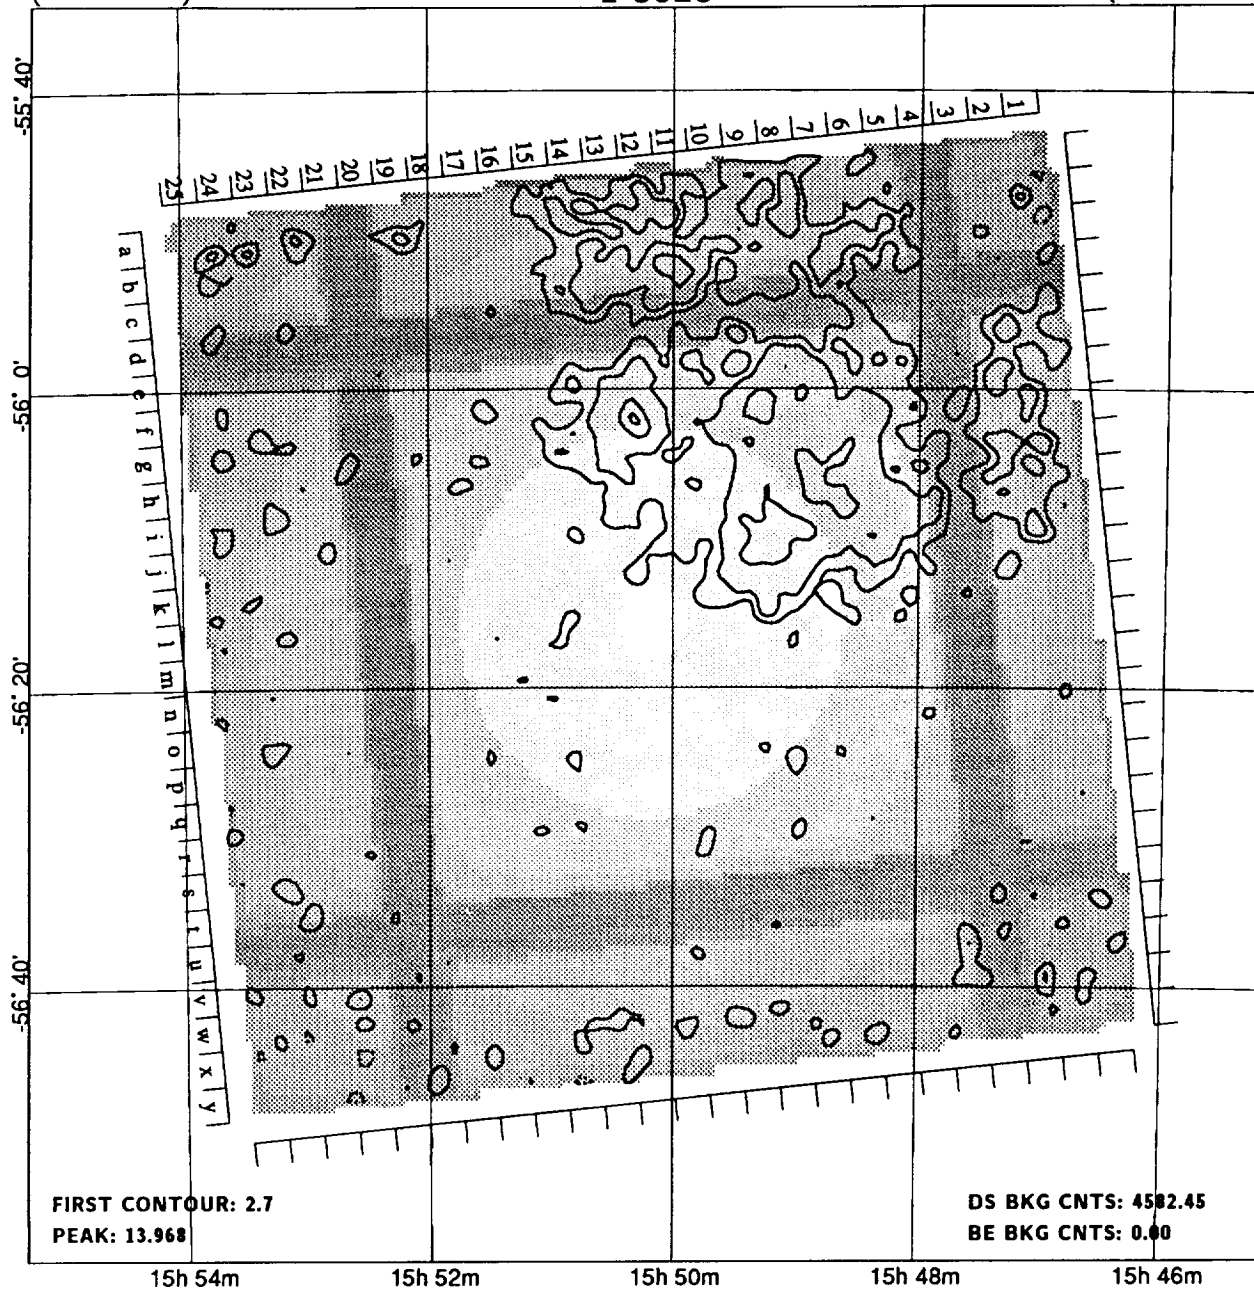 -55° 40'
1 2 3 4 5 6 7 8 9 10 11 12 13 14 15 16 17 18 19 20 21 22 23 24 25
a b c d e f g h i j k l m n o p q r s t u v w x y
-56° 0'
-56° 20'
-56° 40'
FIRST CONTOUR: 2.7
PEAK: 13.968
DS BKG CNTS: 4582.45
BE BKG CNTS: 0.00
15h 54m 15h 52m 15h 50m 15h 48m 15h 46m